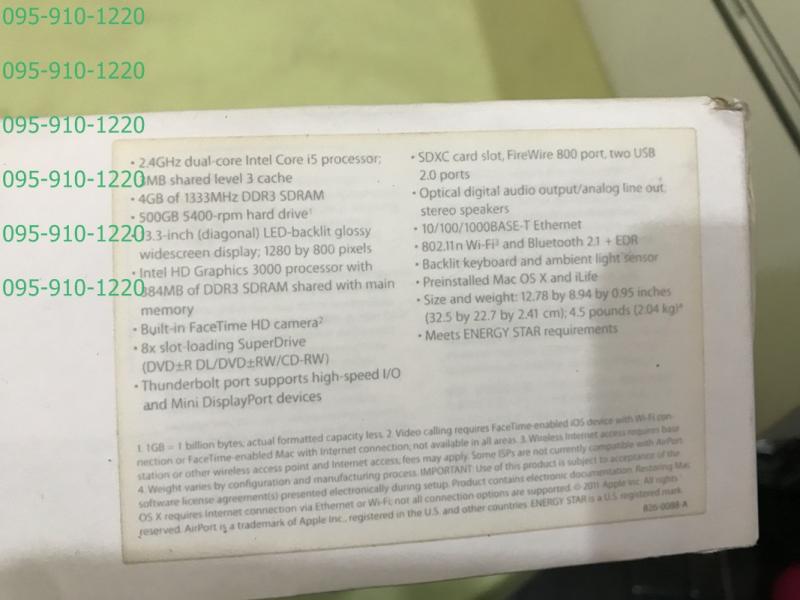 095-910-1220
095-910-1220
095-910-1220
095-910-1220
095-910-1220
095-910-1220
• 2.4GHz dual-core Intel Core i5 processor;
3MB shared level 3 cache
• 4GB of 1333MHz DDR3 SDRAM
• 500GB 5400-rpm hard drive¹
13.3-inch (diagonal) LED-backlit glossy
widescreen display; 1280 by 800 pixels
• Intel HD Graphics 3000 processor with
384MB of DDR3 SDRAM shared with main
memory
• Built-in FaceTime HD camera²
• 8x slot-loading SuperDrive
(DVD±R DL/DVD±RW/CD-RW)
• Thunderbolt port supports high-speed I/O
and Mini DisplayPort devices
• SDXC card slot, FireWire 800 port, two USB
2.0 ports
• Optical digital audio output/analog line out,
stereo speakers
• 10/100/1000BASE-T Ethernet
• 802.11n Wi-Fi³ and Bluetooth 2.1 + EDR
• Backlit keyboard and ambient light sensor
• Preinstalled Mac OS X and iLife
• Size and weight: 12.78 by 8.94 by 0.95 inches
(32.5 by 22.7 by 2.41 cm); 4.5 pounds (2.04 kg)⁴
• Meets ENERGY STAR requirements
1. 1GB = 1 billion bytes; actual formatted capacity less. 2. Video calling requires FaceTime-enabled iOS device with Wi-Fi con-
nection or FaceTime-enabled Mac with Internet connection; not available in all areas. 3. Wireless Internet access requires base
station or other wireless access point and Internet access; fees may apply. Some ISPs are not currently compatible with AirPort.
4. Weight varies by configuration and manufacturing process. IMPORTANT: Use of this product is subject to acceptance of the
software license agreement(s) presented electronically during setup. Product contains electronic documentation. Restoring Mac
OS X requires Internet connection via Ethernet or Wi-Fi; not all connection options are supported. © 2011 Apple Inc. All rights
reserved. AirPort is a trademark of Apple Inc., registered in the U.S. and other countries. ENERGY STAR is a U.S. registered mark.
826-0088-A